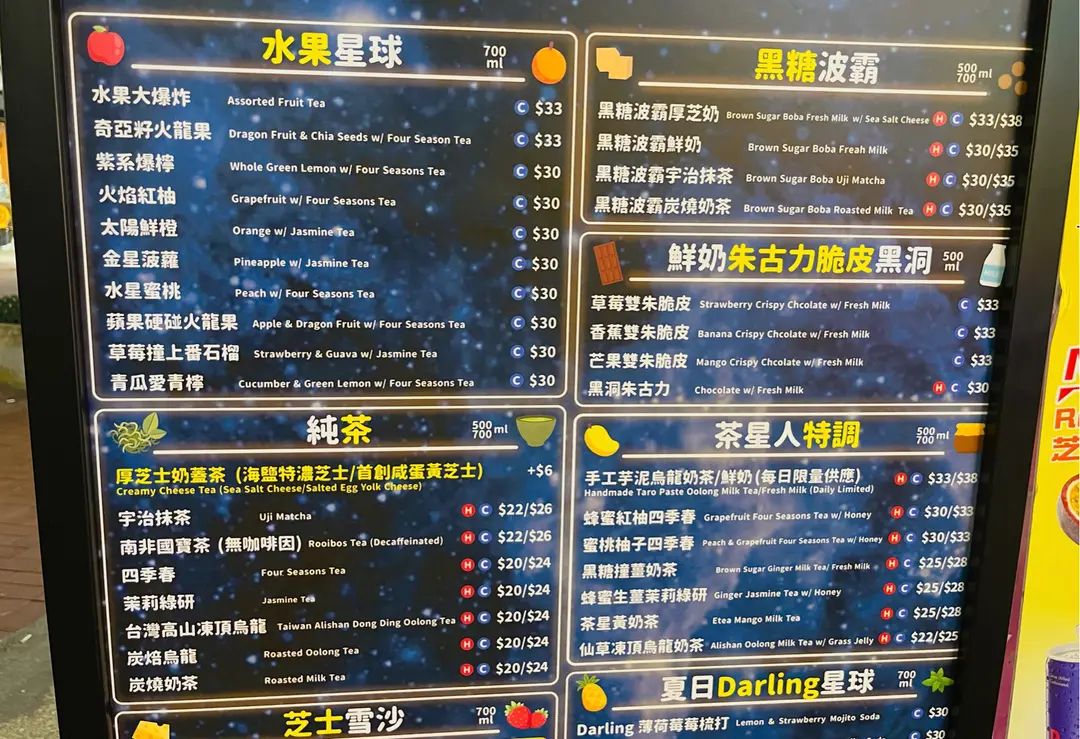 水果星球 700 ml
水果大爆炸 Assorted Fruit Tea C $33
奇亞籽火龍果 Dragon Fruit & Chia Seeds w/ Four Season Tea C $33
紫系爆檸 Whole Green Lemon w/ Four Seasons Tea C $30
火焰紅柚 Grapefruit w/ Four Seasons Tea C $30
太陽鮮橙 Orange w/ Jasmine Tea C $30
金星菠蘿 Pineapple w/ Jasmine Tea C $30
水星蜜桃 Peach w/ Four Seasons Tea C $30
蘋果硬碰火龍果 Apple & Dragon Fruit w/ Four Seasons Tea C $30
草莓撞上番石榴 Strawberry & Guava w/ Jasmine Tea C $30
青瓜愛青檸 Cucumber & Green Lemon w/ Four Seasons Tea C $30
純茶 500 700 ml
厚芝士奶蓋茶 (海鹽特濃芝士/首創咸蛋黃芝士) +$6
Creamy Cheese Tea (Sea Salt Cheese/Salted Egg Yolk Cheese)
宇治抹茶 Uji Matcha H C $22/$26
南非國寶茶 (無咖啡因) Rooibos Tea (Decaffeinated) H C $22/$26
四季春 Four Seasons Tea H C $20/$24
茉莉綠研 Jasmine Tea H C $20/$24
台灣高山凍頂烏龍 Taiwan Alishan Dong Ding Oolong Tea H C $20/$24
炭焙烏龍 Roasted Oolong Tea H C $20/$24
炭燒奶茶 Roasted Milk Tea H C $20/$24
芝士雪沙 700 ml
黑糖波霸 500 700 ml
黑糖波霸厚芝奶 Brown Sugar Boba Fresh Milk w/ Sea Salt Cheese H C $33/$38
黑糖波霸鮮奶 Brown Sugar Boba Freah Milk H C $30/$35
黑糖波霸宇治抹茶 Brown Sugar Boba Uji Matcha H C $30/$35
黑糖波霸炭燒奶茶 Brown Sugar Boba Roasted Milk Tea H C $30/$35
鮮奶朱古力脆皮黑洞 500 ml
草莓雙朱脆皮 Strawberry Crispy Chcolate w/ Fresh Milk C $33
香蕉雙朱脆皮 Banana Crispy Chcolate w/ Fresh Milk C $33
芒果雙朱脆皮 Mango Crispy Chcolate w/ Fresh Milk C $33
黑洞朱古力 Chocolate w/ Fresh Milk H C $30
茶星人特調 500 700 ml
手工芋泥烏龍奶茶/鮮奶(每日限量供應) H C $33/$38
Handmade Taro Paste Oolong Milk Tea/Fresh Milk (Daily Limited)
蜂蜜紅柚四季春 Grapefruit Four Seasons Tea w/ Honey H C $30/$33
蜜桃柚子四季春 Peach & Grapefruit Four Seasons Tea w/ Honey H C $30/$33
黑糖撞薑奶茶 Brown Sugar Ginger Milk Tea/ Fresh Milk H C $25/$28
蜂蜜生薑茉莉綠研 Ginger Jasmine Tea w/ Honey H C $25/$28
茶星黃奶茶 Etea Mango Milk Tea H C $25/$28
仙草凍頂烏龍奶茶 Alishan Oolong Milk Tea w/ Grass Jelly H C $22/$25
夏日Darling星球 700 ml
Darling 薄荷莓莓梳打 Lemon & Strawberry Mojito Soda C $30
C $30